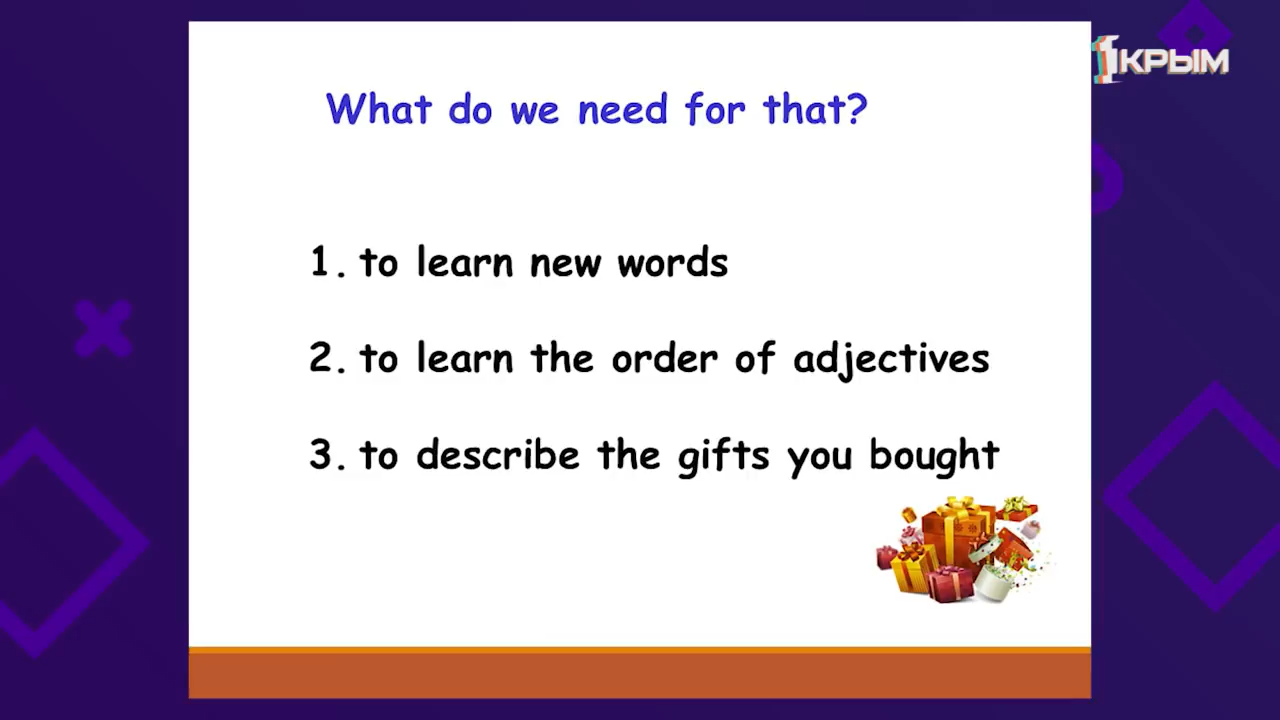 1КРЫМ
What do we need for that?
1. to learn new words
2. to learn the order of adjectives
3. to describe the gifts you bought